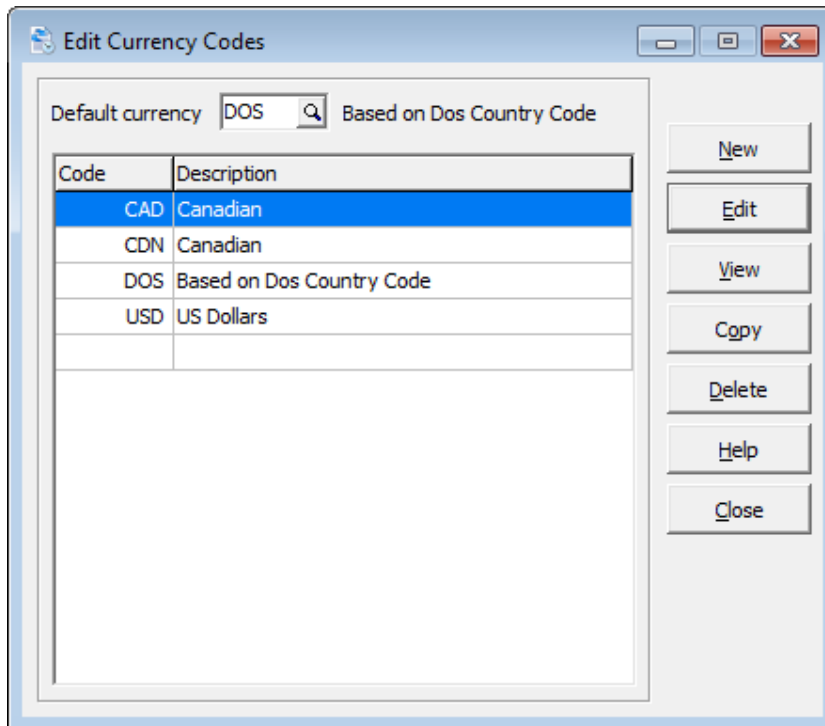 Edit Currency Codes
Default currency DOS Based on Dos Country Code
Code Description
CAD Canadian
CDN Canadian
DOS Based on Dos Country Code
USD US Dollars
New
Edit
View
Copy
Delete
Help
Close